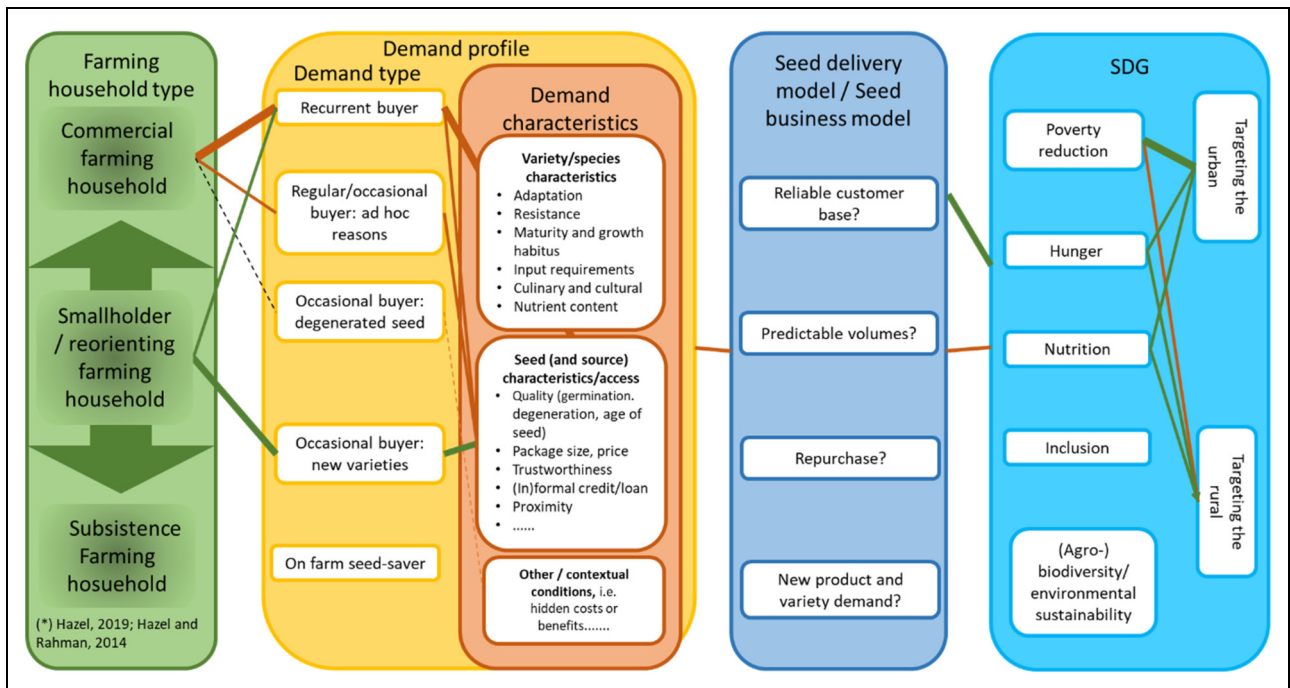 Farming
household type
Commercial
farming
household
Smallholder
/ reorienting
farming
household
Subsistence
Farming
hosuehold
(*) Hazel, 2019; Hazel and
Rahman, 2014
Demand profile
Demand type
Recurrent buyer
Regular/occasional
buyer: ad hoc
reasons
Occasional buyer:
degenerated seed
Occasional buyer:
new varieties
On farm seed-saver
Demand
characteristics
Variety/species
characteristics
• Adaptation
• Resistance
• Maturity and growth
habitus
• Input requirements
• Culinary and cultural
• Nutrient content
Seed (and source)
characteristics/access
• Quality (germination.
degeneration, age of
seed)
• Package size, price
• Trustworthiness
• (In)formal credit/loan
• Proximity
• ......
Other / contextual
conditions, i.e.
hidden costs or
benefits.......
Seed delivery
model / Seed
business model
Reliable customer
base?
Predictable volumes?
Repurchase?
New product and
variety demand?
SDG
Poverty
reduction
Hunger
Nutrition
Inclusion
(Agro-)
biodiversity/
environmental
sustainability
Targeting the
urban
Targeting the
rural